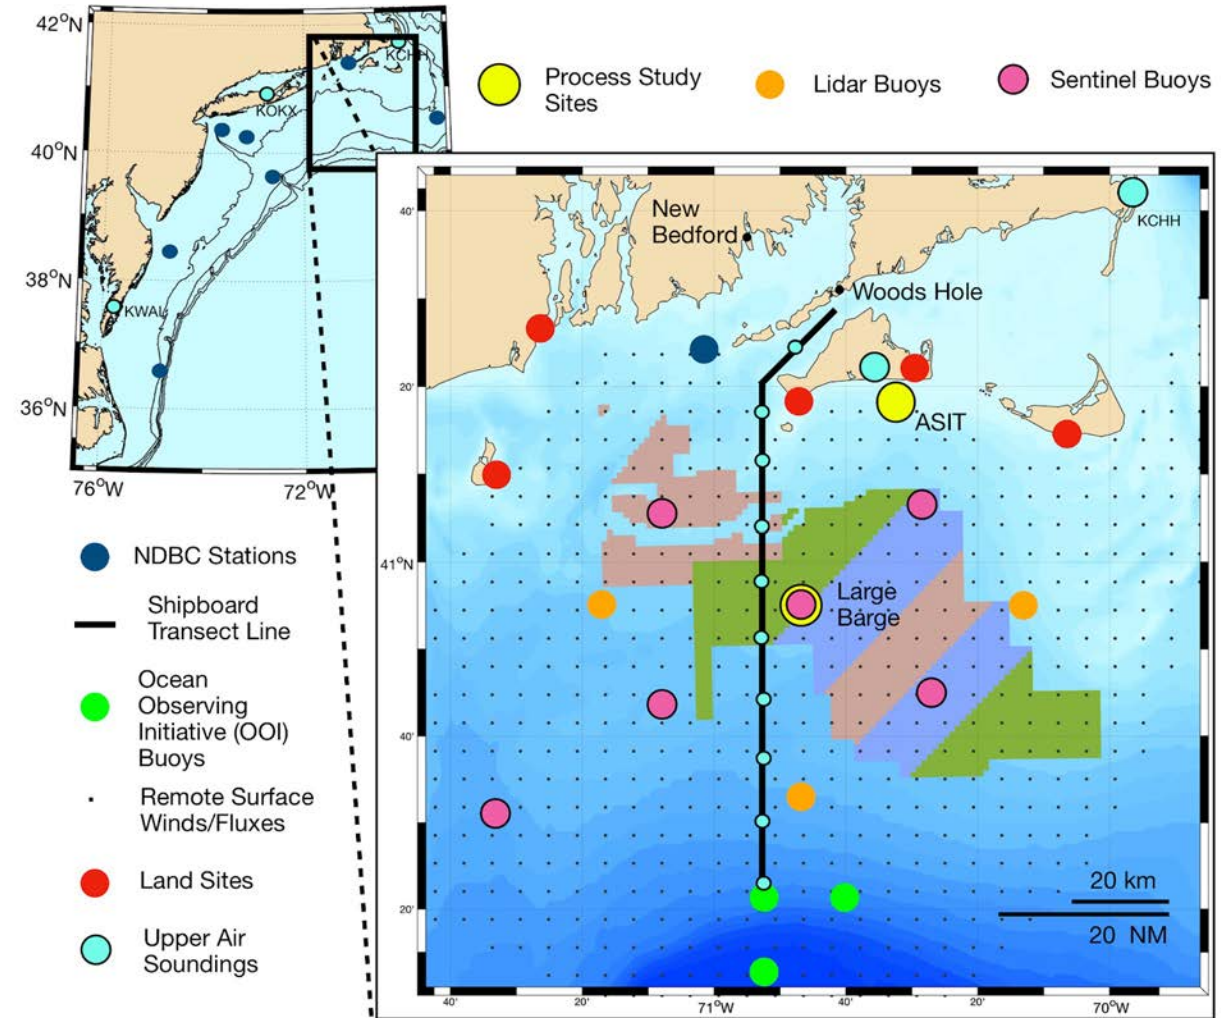 42°N
40°N
38°N
36°N
76°W
72°W
KCHH
KOKX
KWAL
Process Study
Sites
Lidar Buoys
Sentinel Buoys
NDBC Stations
Shipboard
Transect Line
Ocean
Observing
Initiative (OOI)
Buoys
Remote Surface
Winds/Fluxes
Land Sites
Upper Air
Soundings
40'
20'
41°N
40'
20'
New
Bedford
Woods Hole
KCHH
ASIT
Large
Barge
20 km
20 NM
40'
20'
71°W
40'
20'
70°W